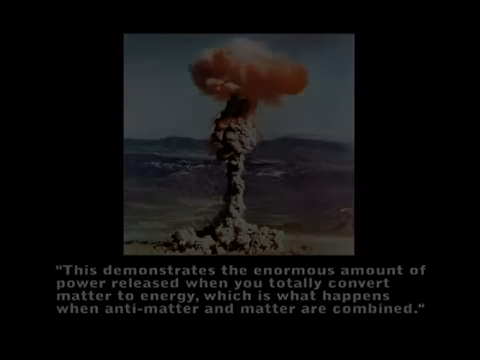 "This demonstrates the enormous amount of
power released when you totally convert
matter to energy, which is what happens
when anti-matter and matter are combined."